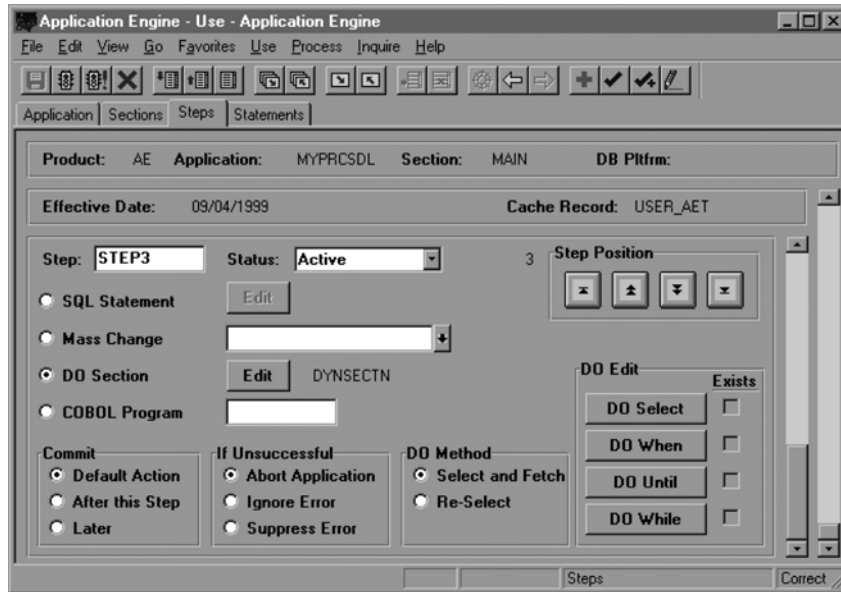 Application Engine - Use - Application Engine
File Edit View Go Favorites Use Process Inquire Help
Application Sections Steps Statements
Product: AE Application: MYPRCSDL Section: MAIN DB Pltfrm:
Effective Date: 09/04/1999 Cache Record: USER_AET
Step: STEP3 Status: Active 3 Step Position
SQL Statement Edit
Mass Change
DO Section Edit DYNSECTN
COBOL Program
DO Edit
Exists
DO Select
DO When
DO Until
DO While
Commit
Default Action
After this Step
Later
If Unsuccessful
Abort Application
Ignore Error
Suppress Error
DO Method
Select and Fetch
Re-Select
Steps Correct